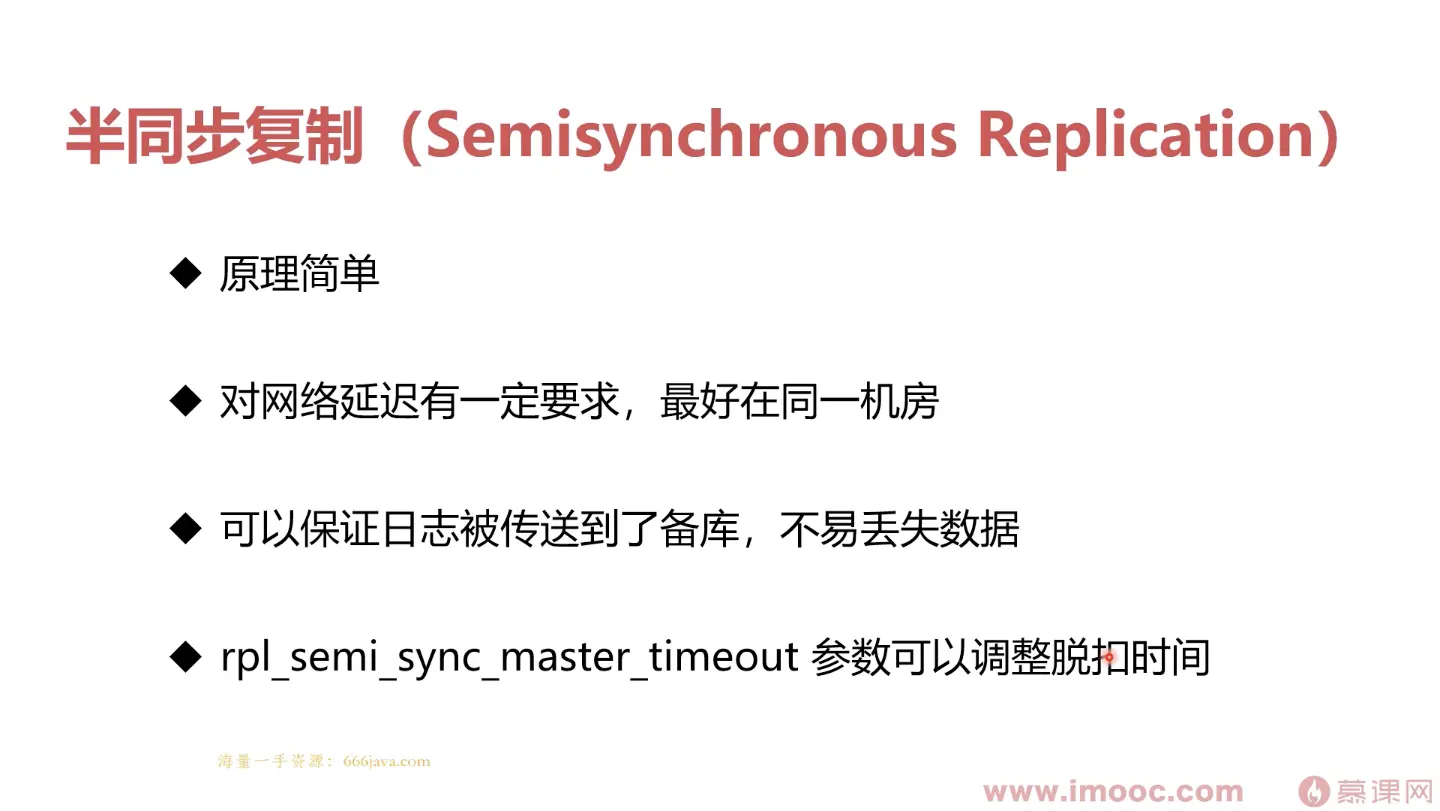 半同步复制（Semisynchronous Replication）
◆ 原理简单
◆ 对网络延迟有一定要求，最好在同一机房
◆ 可以保证日志被传送到了备库，不易丢失数据
◆ rpl_semi_sync_master_timeout 参数可以调整脱扣时间
海量一手资源：666java.com
www.imooc.com 慕课网